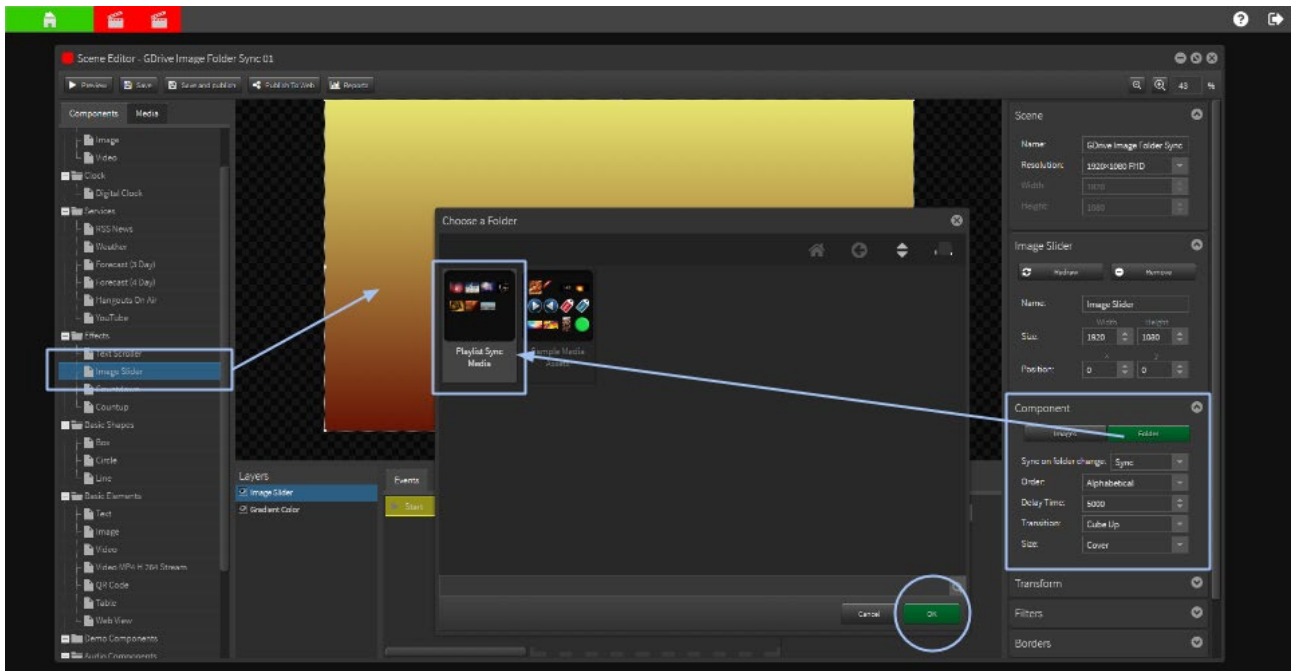 Scene Editor - GDrive Image Folder Sync 01
Preview Save Save and publish Publish To Web Reports
43 %
Components Media
Image
Video
Clock
Digital Clock
Services
RSS News
Weather
Forecast (3 Day)
Forecast (4 Day)
Hangouts On Air
YouTube
Effects
Text Scroller
Image Slider
Countdown
Countup
Basic Shapes
Box
Circle
Line
Basic Elements
Text
Image
Video
Video MP4 H.264 Stream
QR Code
Table
Web View
Demo Components
Audio Components
Layers
Image Slider
Gradient Color
Events
Start
Choose a Folder
Playlist Sync
Media
Sample Media
Assets
Cancel OK
Scene
Name: GDrive Image Folder Sync
Resolution: 1920×1080 FHD
Width: 1920
Height: 1080
Image Slider
Redraw Remove
Name: Image Slider
Width Height
Size: 1920 1080
Position: 0 0
Component
Images Folder
Sync on folder change: Sync
Order: Alphabetical
Delay Time: 5000
Transition: Cube Up
Size: Cover
Transform
Filters
Borders